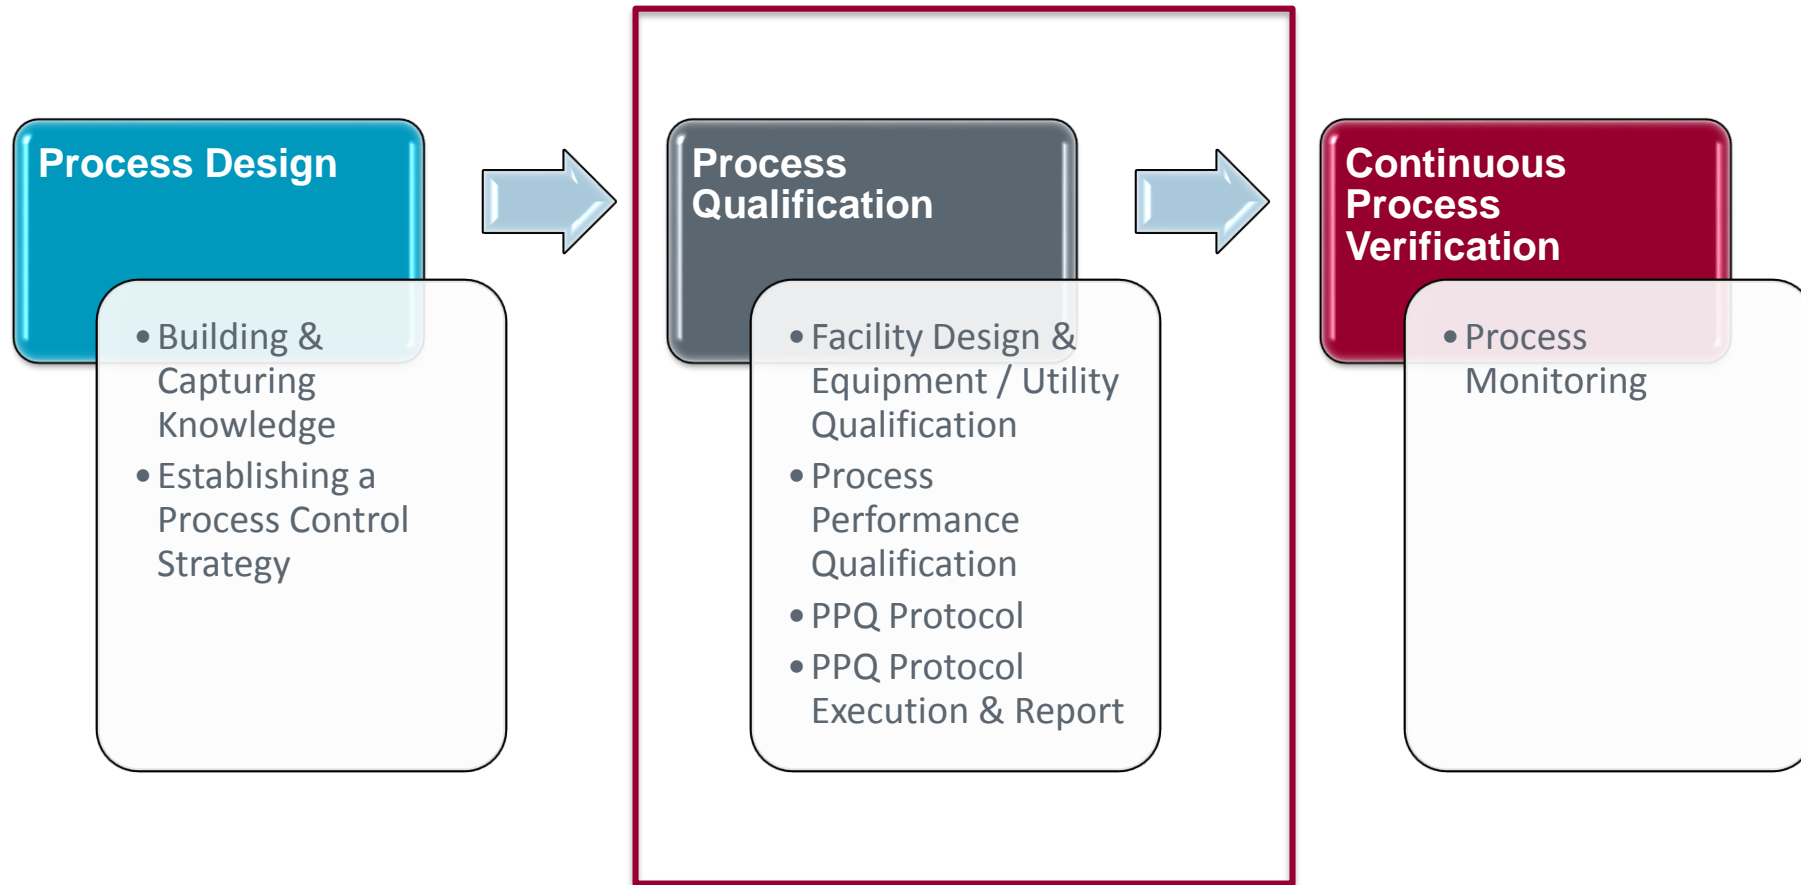 Process Design
• Building &
Capturing
Knowledge
• Establishing a
Process Control
Strategy
Process
Qualification
• Facility Design &
Equipment / Utility
Qualification
• Process
Performance
Qualification
• PPQ Protocol
• PPQ Protocol
Execution & Report
Continuous
Process
Verification
• Process
Monitoring